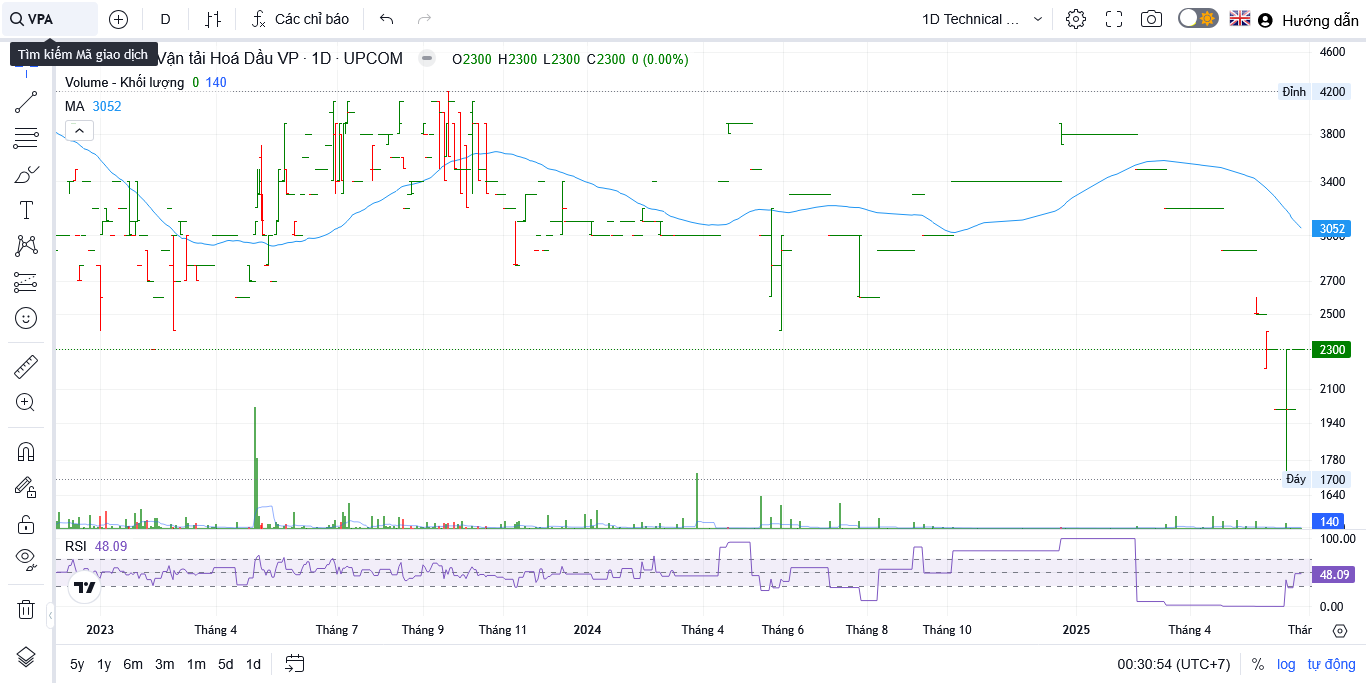 VPA
D
Các chỉ báo
1D Technical ...
Hướng dẫn
Tìm kiếm Mã giao dịch
Vận tải Hoá Dầu VP · 1D · UPCOM
O2300 H2300 L2300 C2300 0 (0.00%)
Volume - Khối lượng 0 140
MA 3052
4600
Đỉnh 4200
3800
3400
3052
3000
2700
2500
2300
2100
1940
1780
Đáy 1700
1640
140
RSI 48.09
100.00
48.09
0.00
2023 Tháng 4 Tháng 7 Tháng 9 Tháng 11 2024 Tháng 4 Tháng 6 Tháng 8 Tháng 10 2025 Tháng 4 Thár
5y 1y 6m 3m 1m 5d 1d
00:30:54 (UTC+7) % log tự động